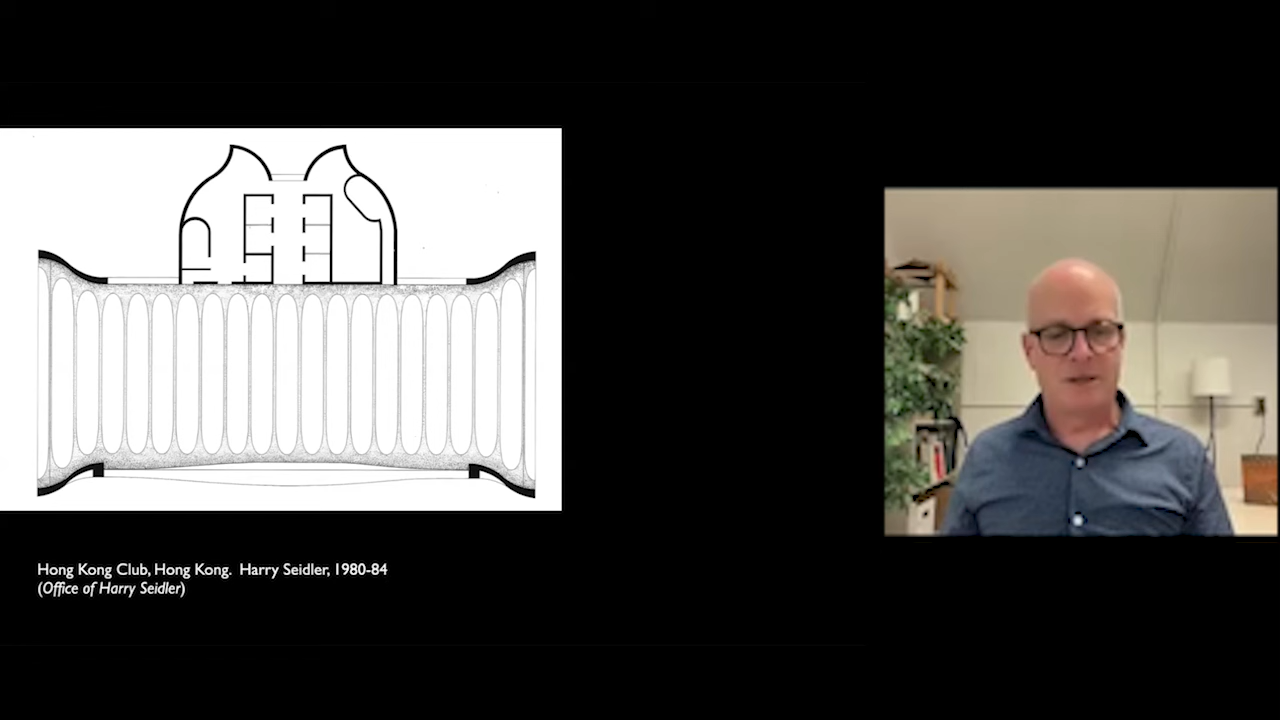 Hong Kong Club, Hong Kong. Harry Seidler, 1980-84
(Office of Harry Seidler)